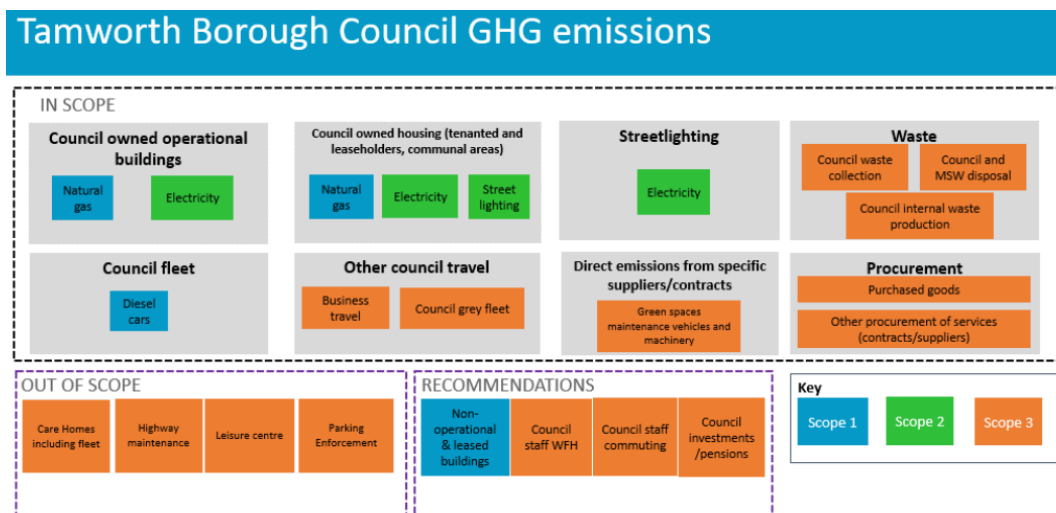 Tamworth Borough Council GHG emissions
IN SCOPE
Council owned operational
buildings
Natural
gas
Electricity
Council owned housing (tenanted and
leaseholders, communal areas)
Natural
gas
Electricity
Street
lighting
Streetlighting
Electricity
Waste
Council waste
collection
Council and
MSW disposal
Council internal waste
production
Council fleet
Diesel
cars
Other council travel
Business
travel
Council grey fleet
Direct emissions from specific
suppliers/contracts
Green spaces
maintenance vehicles and
machinery
Procurement
Purchased goods
Other procurement of services
(contracts/suppliers)
OUT OF SCOPE
Care Homes
including fleet
Highway
maintenance
Leisure centre
Parking
Enforcement
RECOMMENDATIONS
Non-
operational
& leased
buildings
Council
staff WFH
Council staff
commuting
Council
investments
/pensions
Key
Scope 1
Scope 2
Scope 3